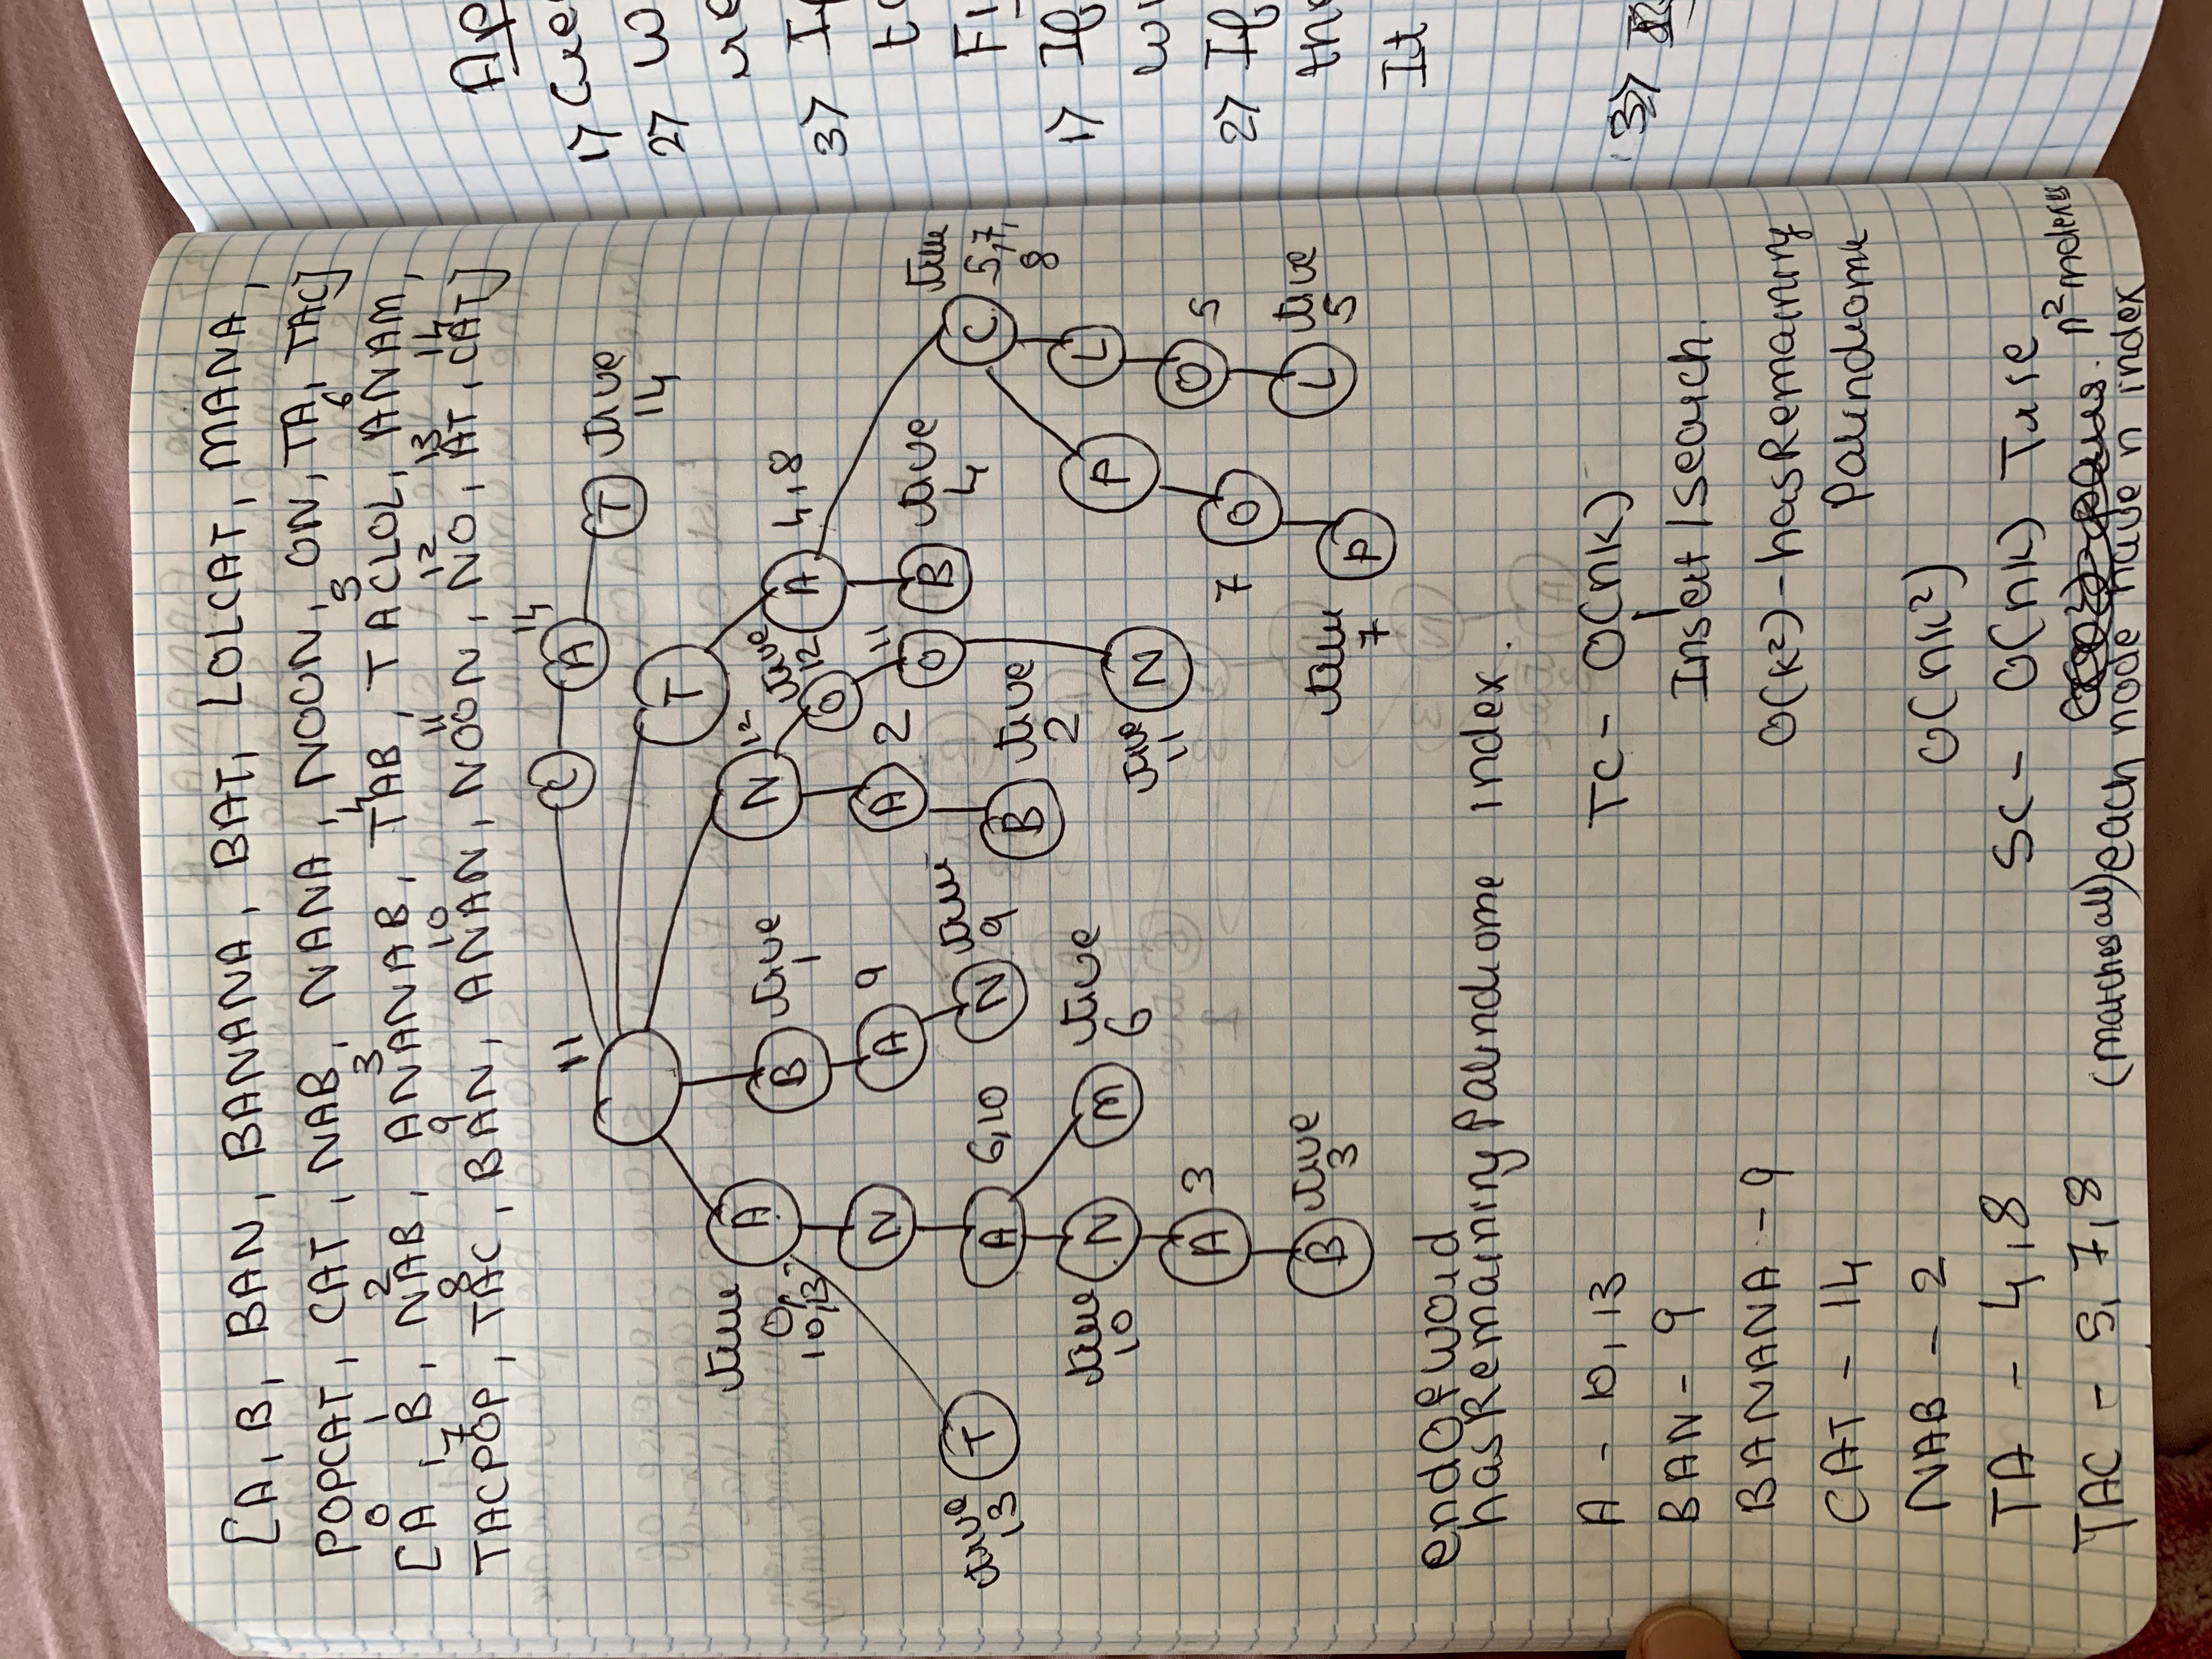 [A, B, BAN, BANANA, BAT, LOLCAT, MANA,
POPCAT, CAT, NAB, NANA, NOON, ON, TA, TAC]
0 1 2 3 4 5 6
[A, B, NAB, ANANAB, TAB, TACLOL, ANAM,
7 8 9 10 11 12 13 14
TACPOP, TAC, BAN, ANAN, NOON, NO, AT, CAT]
11 C A 14
T true
14
T
true A B true N 12 O true 12 A 4,8
0, 1
10,13
N A 9 A 2 O 11 B true
4
C true
5,7,
8
true T
13
A 6,10 N true
9
B true
2
P L
true N M true
10 6
true N
11
A 3 7 O O 5
B true
3
true P
7
L true
5
endOfWord
hasRemainingPalindrome index.
A - 10, 13 TC - O(nk)
BAN - 9 Insert/search.
BANANA - 9 O(k²) - hasRemaining
CAT - 14 Palindrome
NAB - 2 O(nk²)
TA - 4,8 SC - O(nk) Trie
n² indexes
TAC - 5, 7,8 (matches all) each node have n index
Ap
1)
2) W
re
3) If
to
Fi
1) If
wi
2) If
thr
It
3)